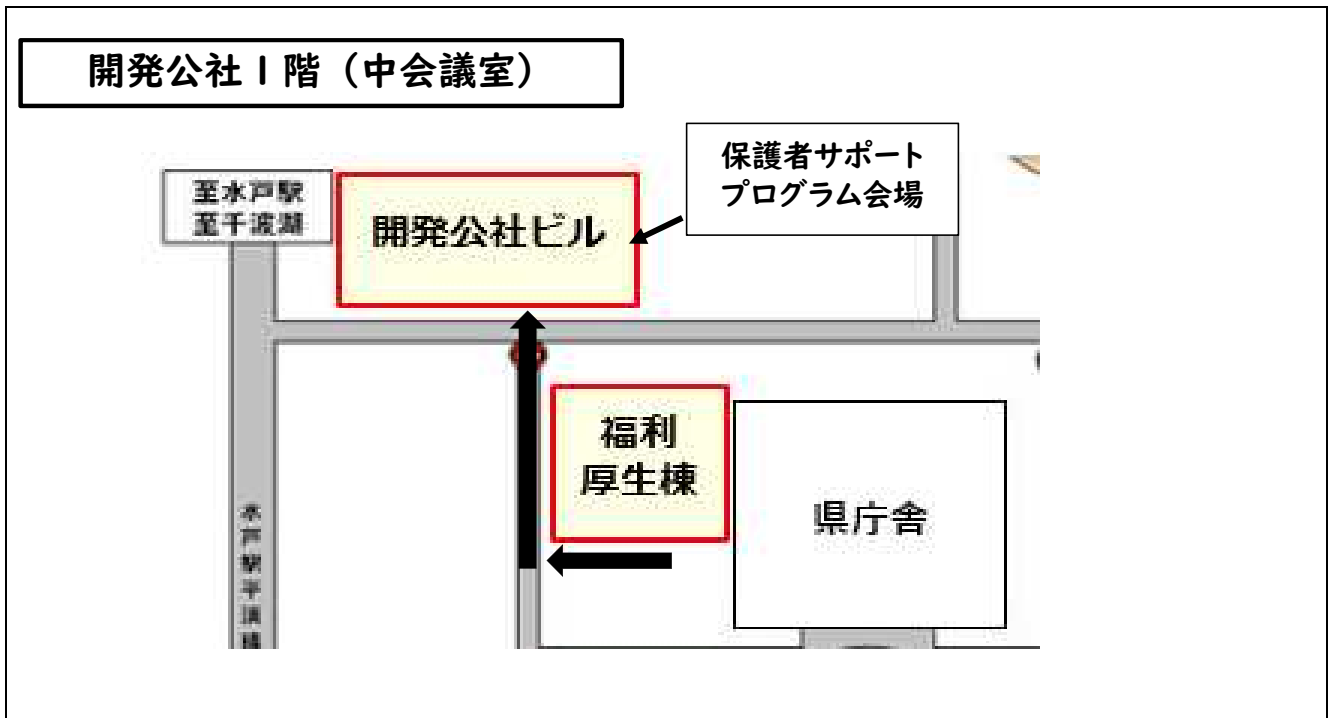 開発公社1階（中会議室）
保護者サポート
プログラム会場
至水戸駅
至千波湖
開発公社ビル
福利
厚生棟
県庁舎